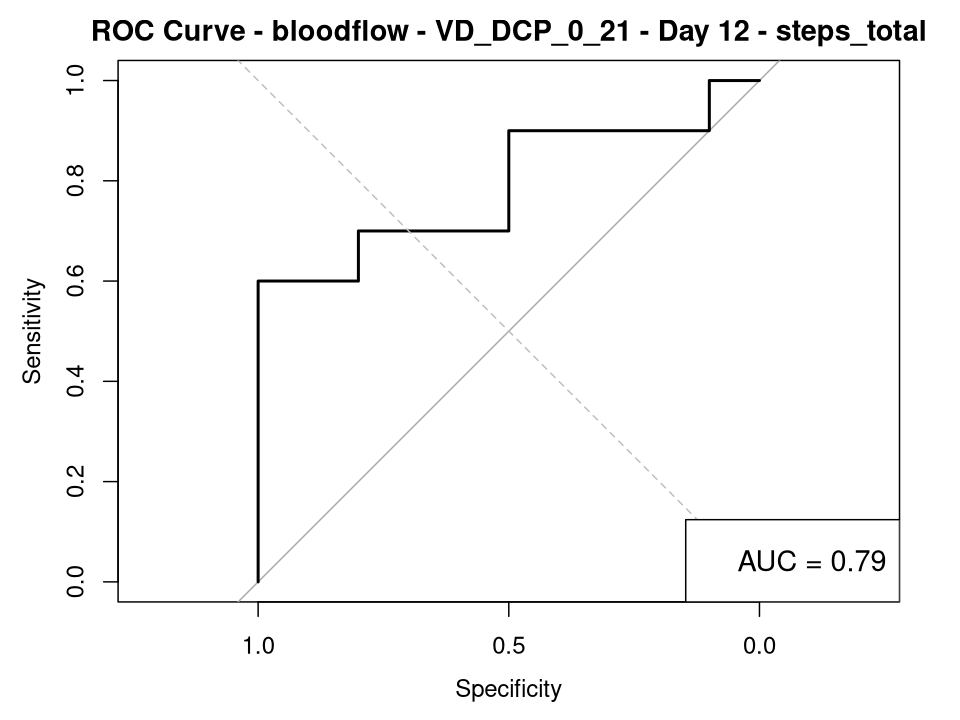 ROC Curve - bloodflow - VD_DCP_0_21 - Day 12 - steps_total
1.0
0.8
0.6
0.4
0.2
0.0
Sensitivity
AUC = 0.79
1.0 0.5 0.0
Specificity